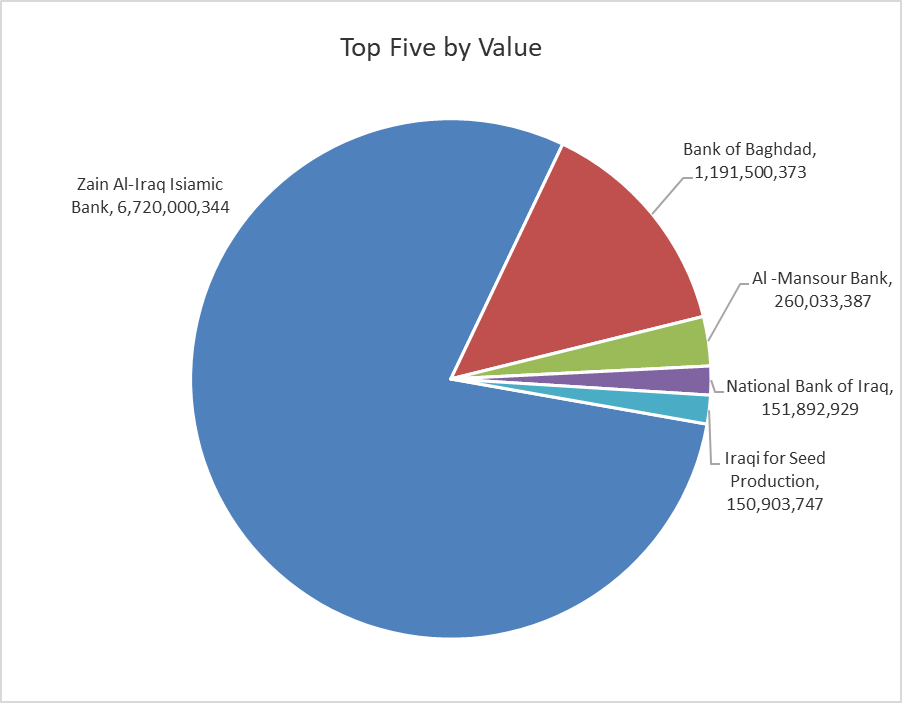 Top Five by Value
Zain Al-Iraq Isiamic
Bank, 6,720,000,344
Bank of Baghdad,
1,191,500,373
Al -Mansour Bank,
260,033,387
National Bank of Iraq,
151,892,929
Iraqi for Seed
Production,
150,903,747